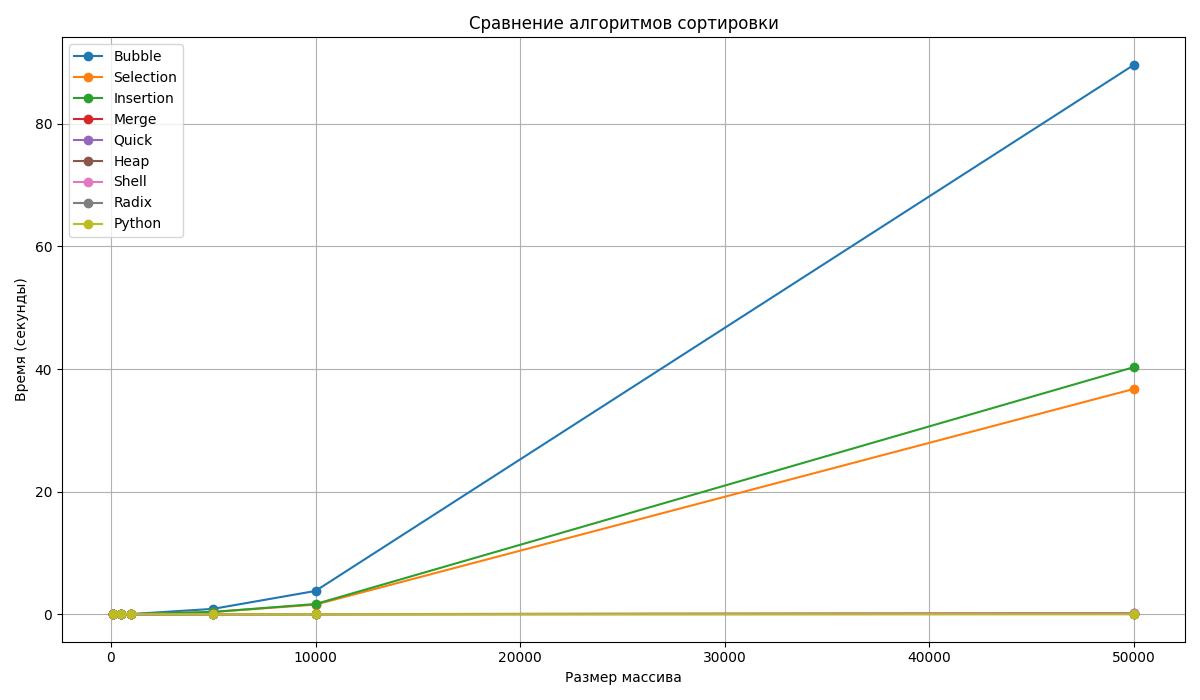 Сравнение алгоритмов сортировки
Bubble
Selection
Insertion
Merge
Quick
Heap
Shell
Radix
Python
Время (секунды)
80
60
40
20
0
0
10000
20000
30000
40000
50000
Размер массива